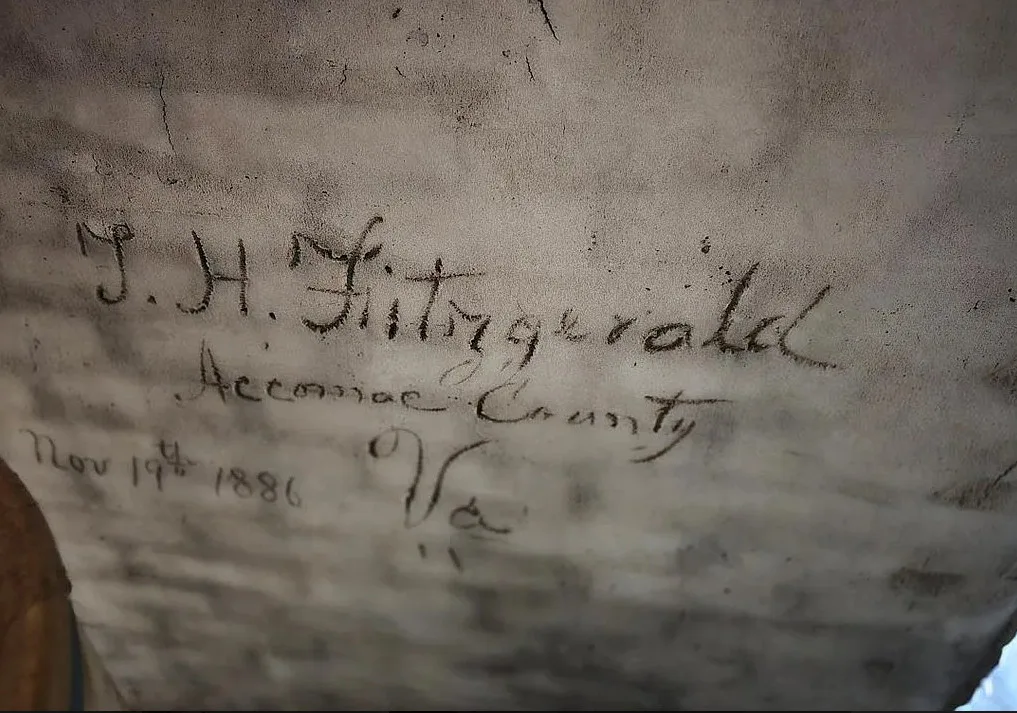 T. H. Fitzgerald
Accomac County
Nov 19th 1886
Va